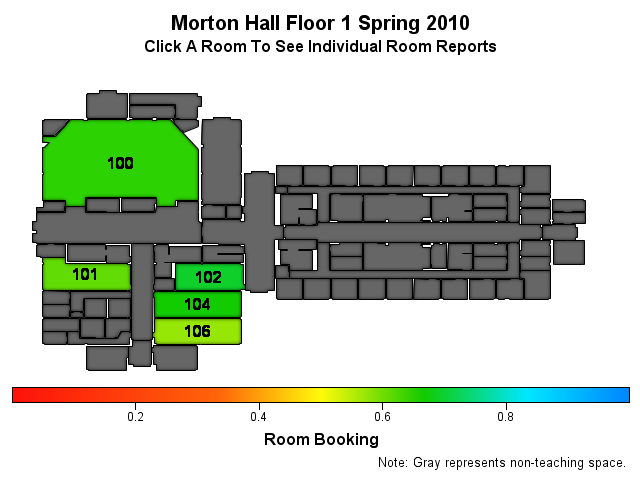 Morton Hall Floor 1 Spring 2010
Click A Room To See Individual Room Reports
100
101
102
104
106
0.2 0.4 0.6 0.8
Room Booking
Note: Gray represents non-teaching space.